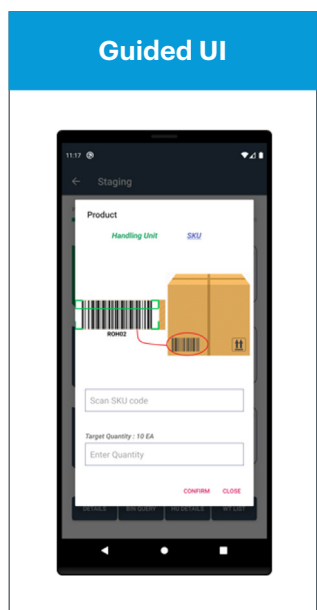 Guided UI
11:17
Staging
Product
Handling Unit SKU
ROH02
Scan SKU code
Target Quantity : 10 EA
Enter Quantity
CONFIRM CLOSE
DETAILS BIN QUERY HU DETAILS WT LIST